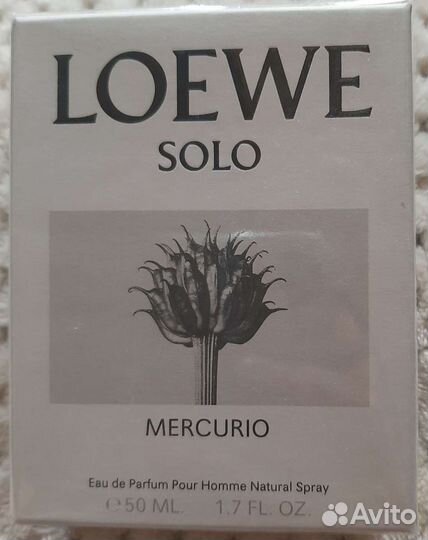 LOEWE
SOLO
MERCURIO
Eau de Parfum Pour Homme Natural Spray
℮50 ML. 1.7 FL. OZ.
Avito